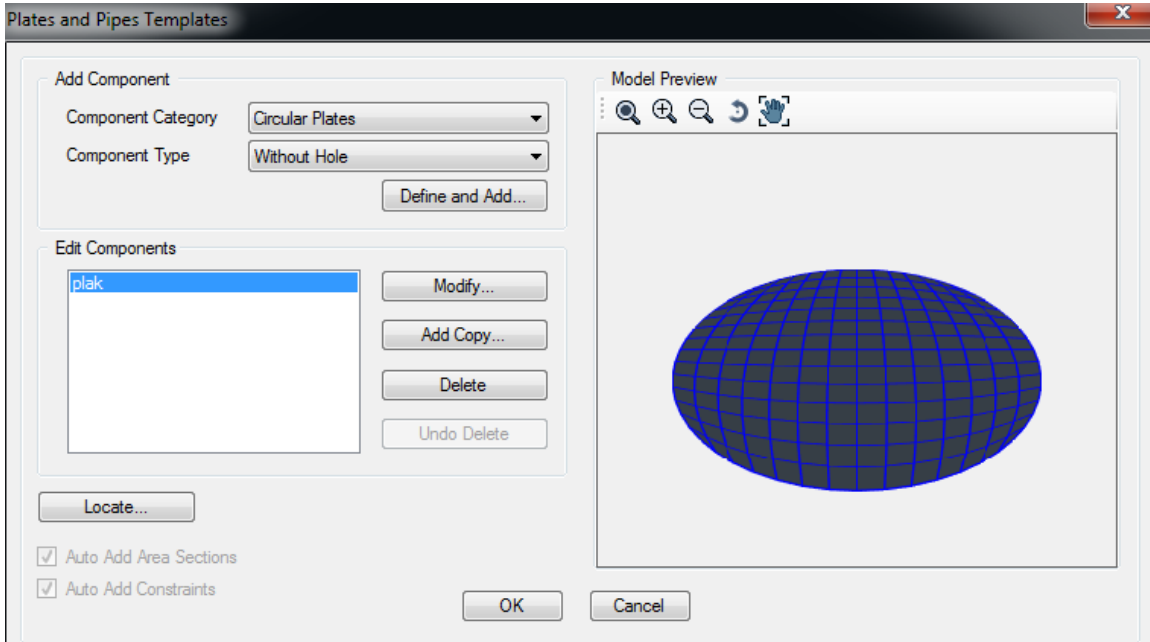 Plates and Pipes Templates
Add Component
Component Category Circular Plates
Component Type Without Hole
Define and Add...
Edit Components
plak
Modify...
Add Copy...
Delete
Undo Delete
Locate...
Auto Add Area Sections
Auto Add Constraints
OK Cancel
Model Preview